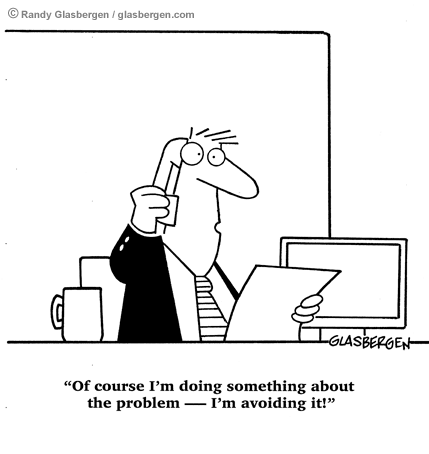 © Randy Glasbergen / glasbergen.com
GLASBERGEN
“Of course I’m doing something about
the problem — I’m avoiding it!”